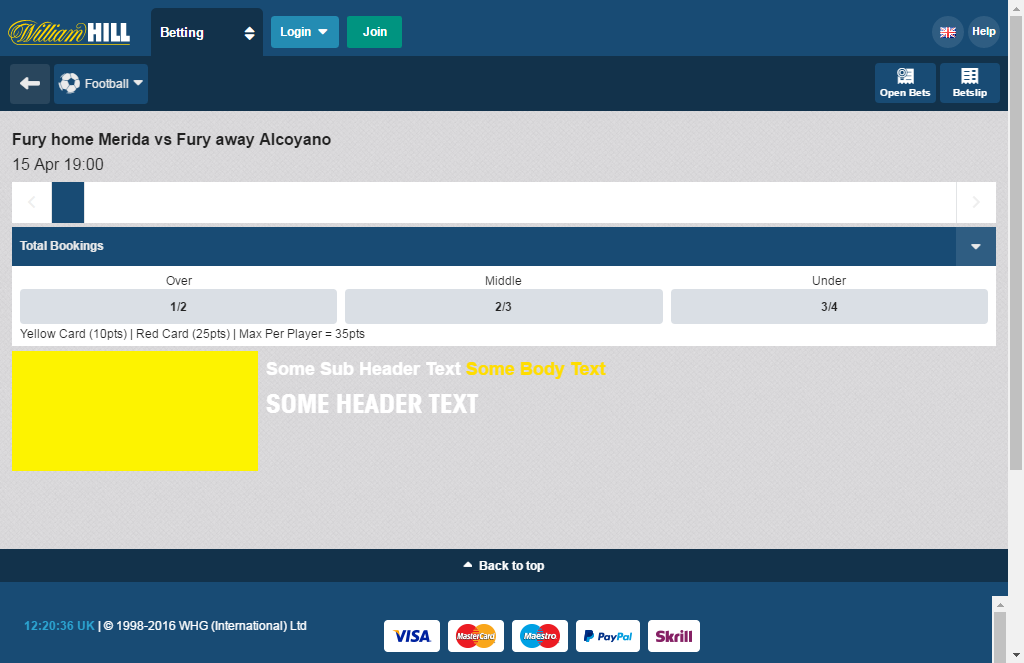 William HILL
Betting
Login
Join
Help
Football
Open Bets
Betslip
Fury home Merida vs Fury away Alcoyano
15 Apr 19:00
Total Bookings
Over
Middle
Under
1/2
2/3
3/4
Yellow Card (10pts) | Red Card (25pts) | Max Per Player = 35pts
Some Sub Header Text Some Body Text
SOME HEADER TEXT
Back to top
12:20:36 UK | © 1998-2016 WHG (International) Ltd
VISA
MasterCard
Maestro
PayPal
Skrill